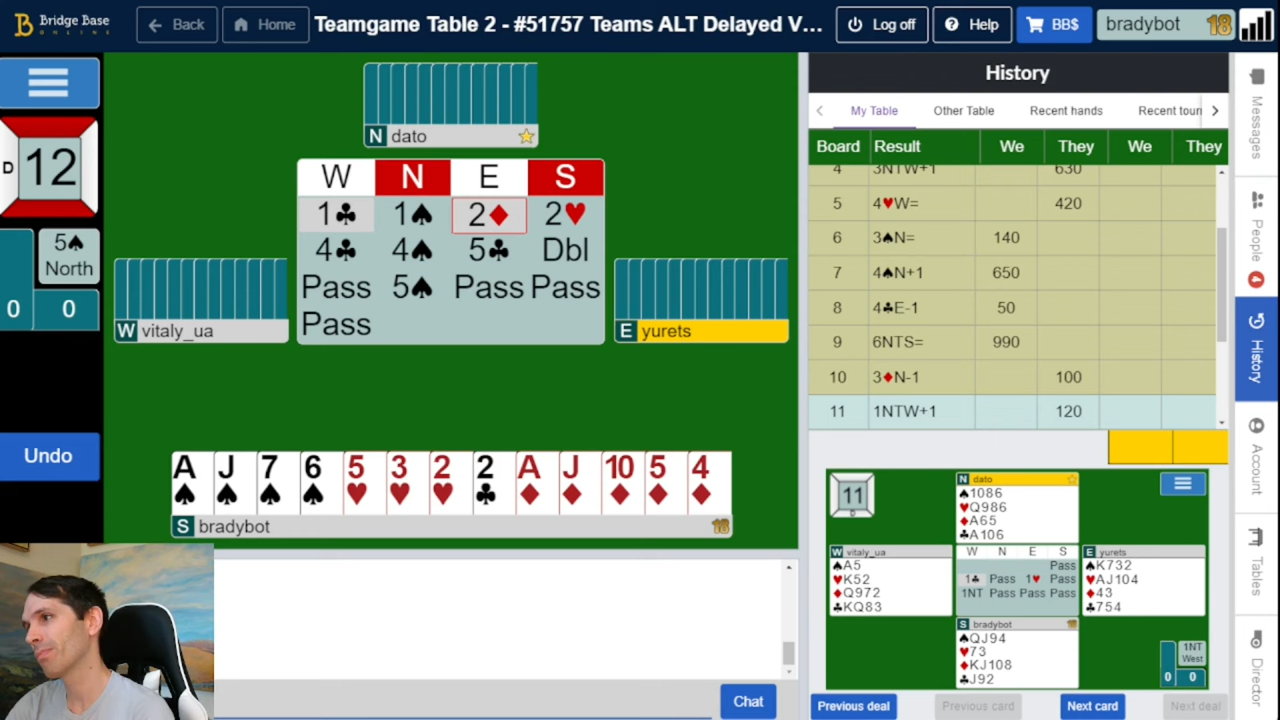 Bridge Base
ONLINE
Back
Home
Teamgame Table 2 - #51757 Teams ALT Delayed V...
Log off
Help
BB$
bradybot 18
D 12
5♠
North
0 0
Undo
N dato
W N E S
1♣ 1♠ 2♦ 2♥
4♣ 4♠ 5♣ Dbl
Pass 5♠ Pass Pass
Pass
W vitaly_ua
E yurets
A J 7 6 5 3 2 2 A J 10 5 4
♠ ♠ ♠ ♠ ♥ ♥ ♥ ♣ ♦ ♦ ♦ ♦ ♦
S bradybot 18
Chat
History
My Table Other Table Recent hands Recent tourn
Board Result We They We They
4 3NTW+1 630
5 4♥W= 420
6 3♠N= 140
7 4♠N+1 650
8 4♣E-1 50
9 6NTS= 990
10 3♦N-1 100
11 1NTW+1 120
11
N dato
♠1086
♥Q986
♦A65
♣A106
W vitaly_ua
♠A5
♥K52
♦Q972
♣KQ83
W N E S
Pass
1♣ Pass 1♥ Pass
1NT Pass Pass Pass
E yurets
♠K732
♥AJ104
♦43
♣754
S bradybot 18
♠QJ94
♥73
♦KJ108
♣J92
1NT
West
0 0
Previous deal
Previous card
Next card
Next deal
Messages
People
4
History
Account
Tables
Director